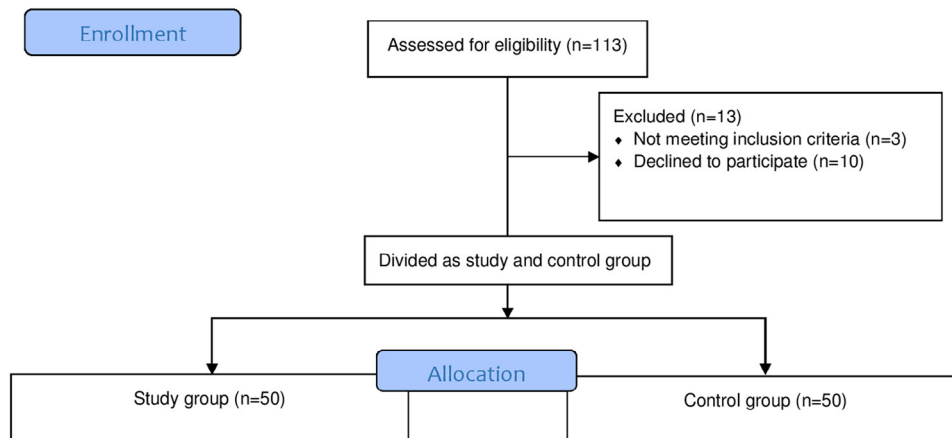 Enrollment
Assessed for eligibility (n=113)
Excluded (n=13)
♦ Not meeting inclusion criteria (n=3)
♦ Declined to participate (n=10)
Divided as study and control group
Allocation
Study group (n=50)
Control group (n=50)